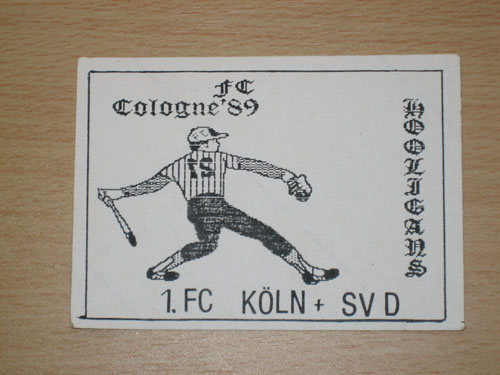 FC
Cologne'89
HOOLIGANS
1. FC KÖLN + SV D